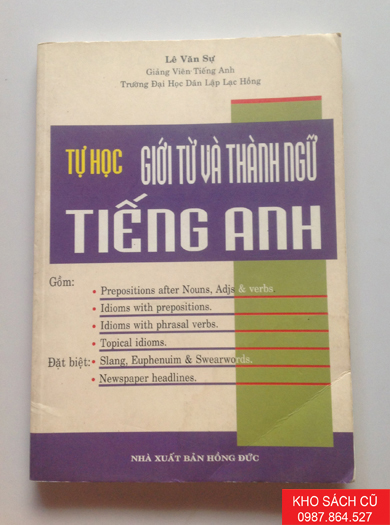 Lê Văn Sự
Giảng Viên Tiếng Anh
Trường Đại Học Dân Lập Lạc Hồng
TỰ HỌC GIỚI TỪ VÀ THÀNH NGỮ
TIẾNG ANH
Gồm:
• Prepositions after Nouns, Adjs & verbs
• Idioms with prepositions.
• Idioms with phrasal verbs.
• Topical idioms.
Đặt biệt: • Slang, Euphenuim & Swearwords.
• Newspaper headlines.
NHÀ XUẤT BẢN HỒNG ĐỨC
KHO SÁCH CŨ
0987.864.527